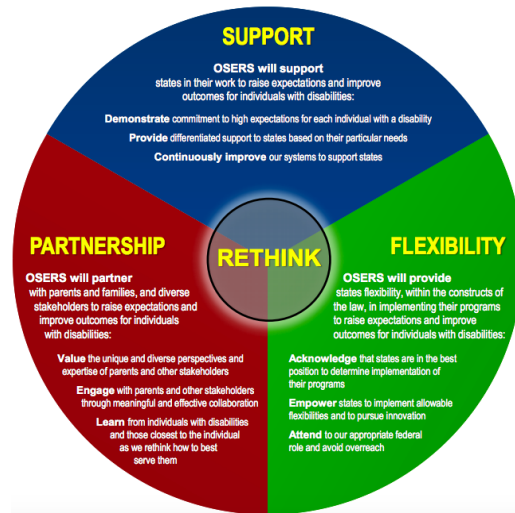 SUPPORT
OSERS will support
states in their work to raise expectations and improve
outcomes for individuals with disabilities:
Demonstrate commitment to high expectations for each individual with a disability
Provide differentiated support to states based on their particular needs
Continuously improve our systems to support states
RETHINK
PARTNERSHIP
OSERS will partner
with parents and families, and diverse
stakeholders to raise expectations and
improve outcomes for individuals
with disabilities:
Value the unique and diverse perspectives and
expertise of parents and other stakeholders
Engage with parents and other stakeholders
through meaningful and effective collaboration
Learn from individuals with disabilities
and those closest to the individual
as we rethink how to best
serve them
FLEXIBILITY
OSERS will provide
states flexibility, within the constructs of
the law, in implementing their programs
to raise expectations and improve
outcomes for individuals with disabilities:
Acknowledge that states are in the best
position to determine implementation of
their programs
Empower states to implement allowable
flexibilities and to pursue innovation
Attend to our appropriate federal
role and avoid overreach